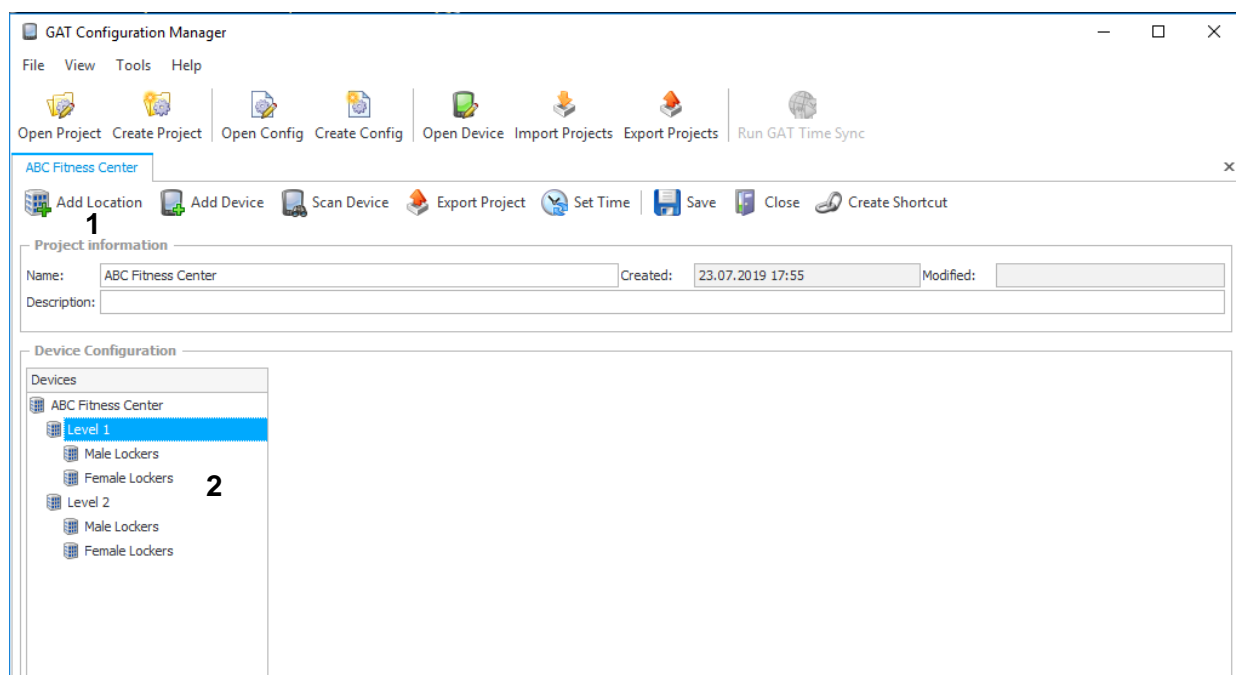 GAT Configuration Manager
File View Tools Help
Open Project Create Project Open Config Create Config Open Device Import Projects Export Projects Run GAT Time Sync
ABC Fitness Center
Add Location Add Device Scan Device Export Project Set Time Save Close Create Shortcut
1
Project information
Name: ABC Fitness Center Created: 23.07.2019 17:55 Modified:
Description:
Device Configuration
Devices
ABC Fitness Center
Level 1
Male Lockers
Female Lockers
2
Level 2
Male Lockers
Female Lockers